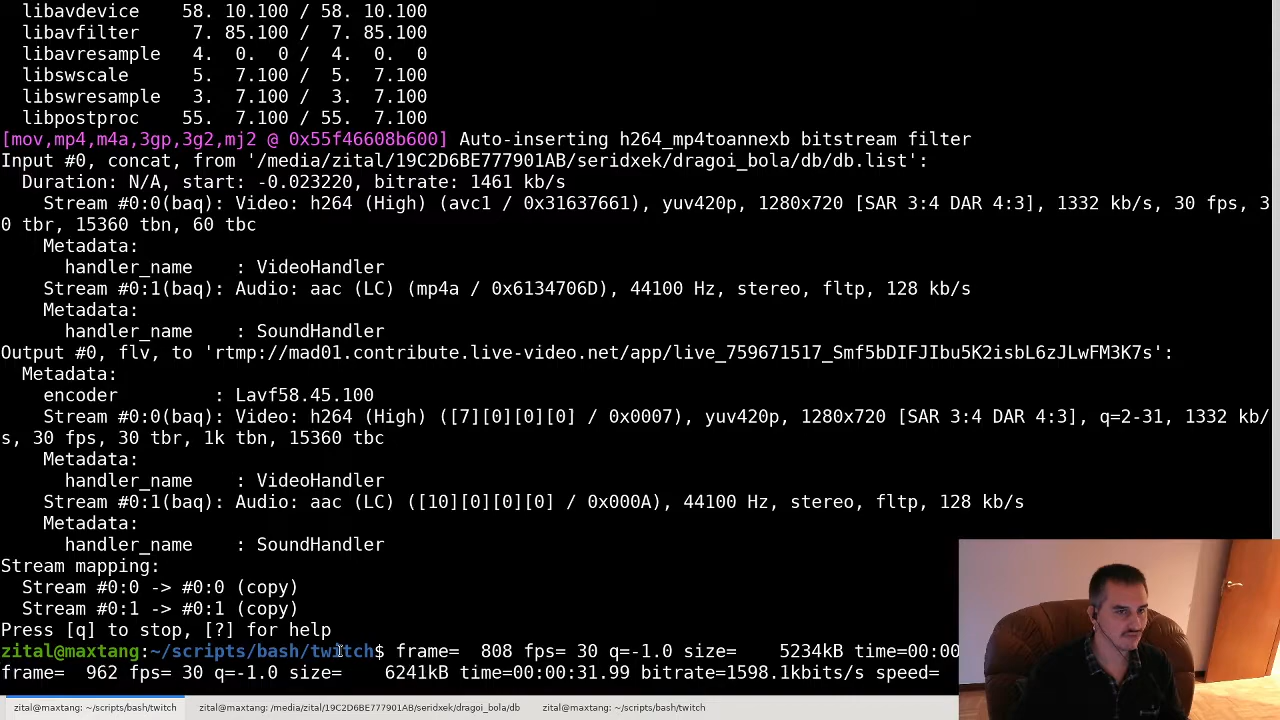 libavdevice    58. 10.100 / 58. 10.100
libavfilter     7. 85.100 /  7. 85.100
libavresample   4.  0.  0 /  4.  0.  0
libswscale      5.  7.100 /  5.  7.100
libswresample   3.  7.100 /  3.  7.100
libpostproc    55.  7.100 / 55.  7.100
[mov,mp4,m4a,3gp,3g2,mj2 @ 0x55f46608b600] Auto-inserting h264_mp4toannexb bitstream filter
Input #0, concat, from '/media/zital/19C2D6BE777901AB/seridxek/dragoi_bola/db/db.list':
Duration: N/A, start: -0.023220, bitrate: 1461 kb/s
Stream #0:0(baq): Video: h264 (High) (avc1 / 0x31637661), yuv420p, 1280x720 [SAR 3:4 DAR 4:3], 1332 kb/s, 30 fps, 3
0 tbr, 15360 tbn, 60 tbc
Metadata:
handler_name    : VideoHandler
Stream #0:1(baq): Audio: aac (LC) (mp4a / 0x6134706D), 44100 Hz, stereo, fltp, 128 kb/s
Metadata:
handler_name    : SoundHandler
Output #0, flv, to 'rtmp://mad01.contribute.live-video.net/app/live_759671517_Smf5bDIFJIbu5K2isbL6zJLwFM3K7s':
Metadata:
encoder         : Lavf58.45.100
Stream #0:0(baq): Video: h264 (High) ([7][0][0][0] / 0x0007), yuv420p, 1280x720 [SAR 3:4 DAR 4:3], q=2-31, 1332 kb/
s, 30 fps, 30 tbr, 1k tbn, 15360 tbc
Metadata:
handler_name    : VideoHandler
Stream #0:1(baq): Audio: aac (LC) ([10][0][0][0] / 0x000A), 44100 Hz, stereo, fltp, 128 kb/s
Metadata:
handler_name    : SoundHandler
Stream mapping:
Stream #0:0 -> #0:0 (copy)
Stream #0:1 -> #0:1 (copy)
Press [q] to stop, [?] for help
zital@maxtang:~/scripts/bash/twitch$ frame=  808 fps= 30 q=-1.0 size=    5234kB time=00:00
frame=  962 fps= 30 q=-1.0 size=    6241kB time=00:00:31.99 bitrate=1598.1kbits/s speed=
zital@maxtang: ~/scripts/bash/twitch
zital@maxtang: /media/zital/19C2D6BE777901AB/seridxek/dragoi_bola/db
zital@maxtang: ~/scripts/bash/twitch